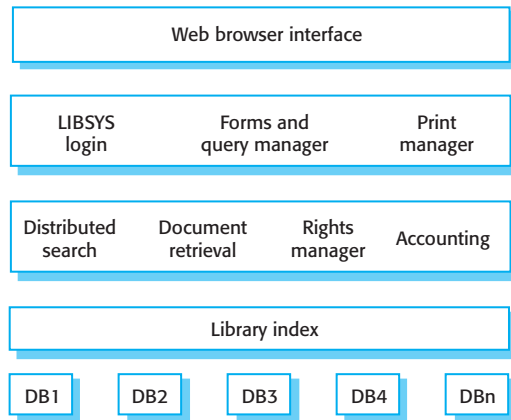 Web browser interface
LIBSYS
login
Forms and
query manager
Print
manager
Distributed
search
Document
retrieval
Rights
manager
Accounting
Library index
DB1
DB2
DB3
DB4
DBn